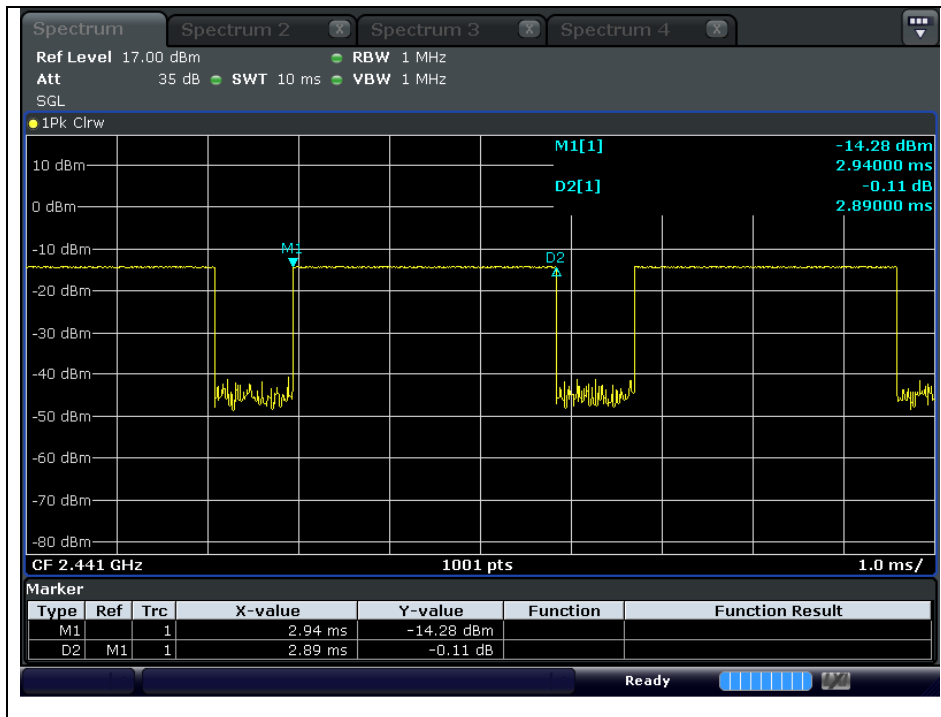 Spectrum Spectrum 2 X Spectrum 3 X Spectrum 4 X
Ref Level 17.00 dBm RBW 1 MHz
Att 35 dB SWT 10 ms VBW 1 MHz
SGL
1Pk Clrw
M1[1] -14.28 dBm
2.94000 ms
D2[1] -0.11 dB
2.89000 ms
10 dBm
0 dBm
-10 dBm
M1
D2
-20 dBm
-30 dBm
-40 dBm
-50 dBm
-60 dBm
-70 dBm
-80 dBm
CF 2.441 GHz 1001 pts 1.0 ms/
Marker
Type Ref Trc X-value Y-value Function Function Result
M1 1 2.94 ms -14.28 dBm
D2 M1 1 2.89 ms -0.11 dB
Ready